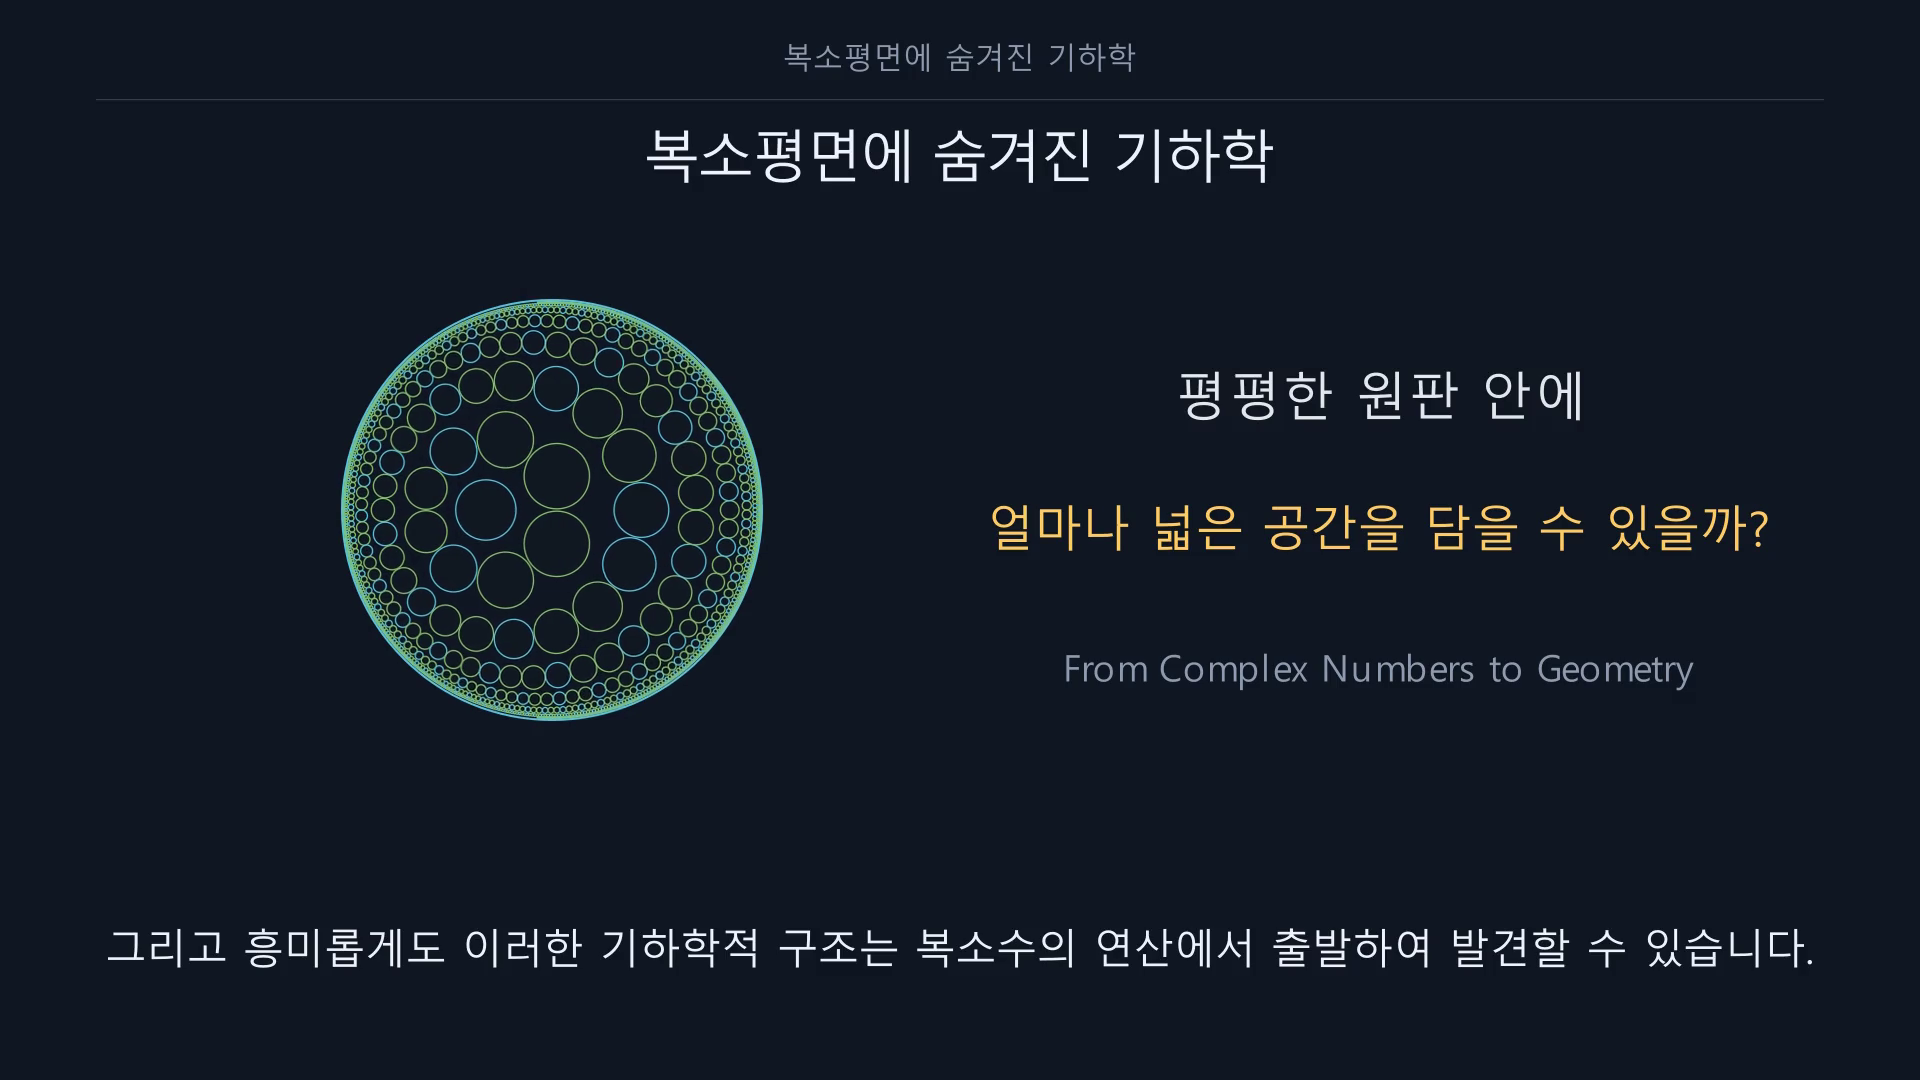 복소평면에 숨겨진 기하학
복소평면에 숨겨진 기하학
평평한 원판 안에
얼마나 넓은 공간을 담을 수 있을까?
From Complex Numbers to Geometry
그리고 흥미롭게도 이러한 기하학적 구조는 복소수의 연산에서 출발하여 발견할 수 있습니다.